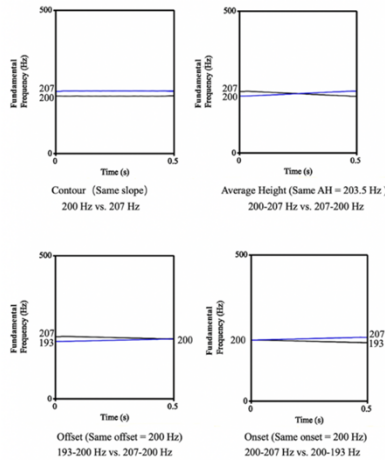 500
500
Fundamental
Frequency (Hz)
Fundamental
Frequency (Hz)
207
200
207
200
0
0
0
0.5
0
0.5
Time (s)
Time (s)
Contour (Same slope)
200 Hz vs. 207 Hz
Average Height (Same AH = 203.5 Hz )
200-207 Hz vs. 207-200 Hz
500
500
Fundamental
Frequency (Hz)
Fundamental
Frequency (Hz)
207
193
200
200
207
193
0
0
0
0.5
0
0.5
Time (s)
Time (s)
Offset (Same offset = 200 Hz)
193-200 Hz vs. 207-200 Hz
Onset (Same onset = 200 Hz)
200-207 Hz vs. 200-193 Hz